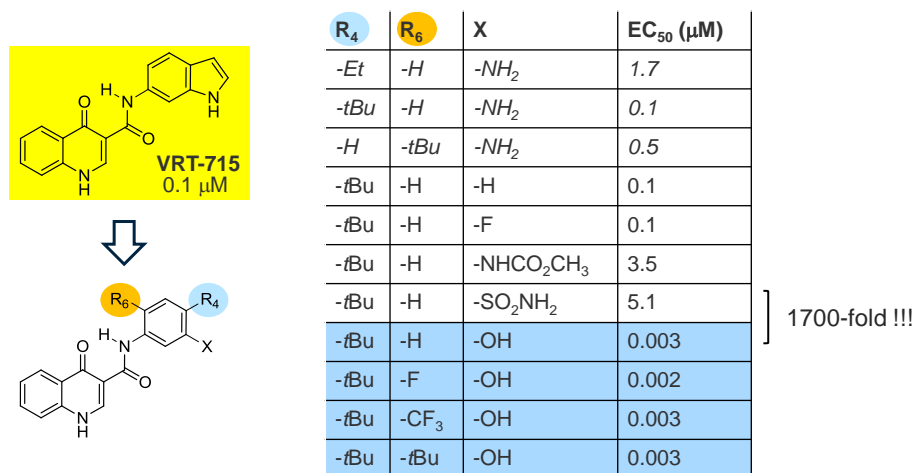 H
N
N
H
O
O
N
H
VRT-715
0.1 μM
R6
R4
H
N
X
O
O
N
H
R4 R6 X EC50 (μM)
-Et -H -NH2 1.7
-tBu -H -NH2 0.1
-H -tBu -NH2 0.5
-tBu -H -H 0.1
-tBu -H -F 0.1
-tBu -H -NHCO2CH3 3.5
-tBu -H -SO2NH2 5.1
-tBu -H -OH 0.003
-tBu -F -OH 0.002
-tBu -CF3 -OH 0.003
-tBu -tBu -OH 0.003
1700-fold !!!